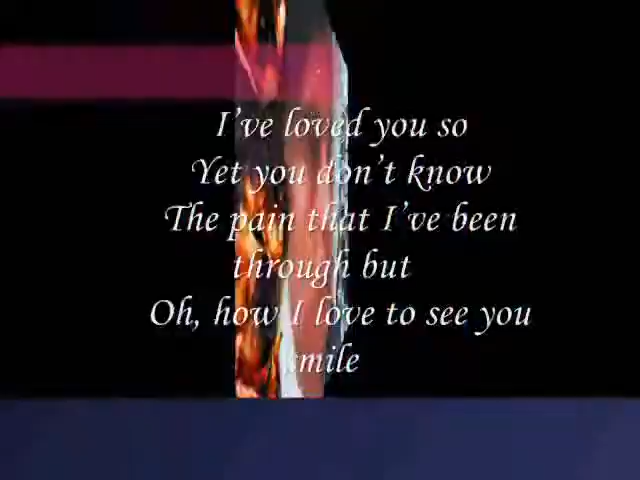 I've loved you so
Yet you don't know
The pain that I've been
through but
Oh, how I love to see you
smile